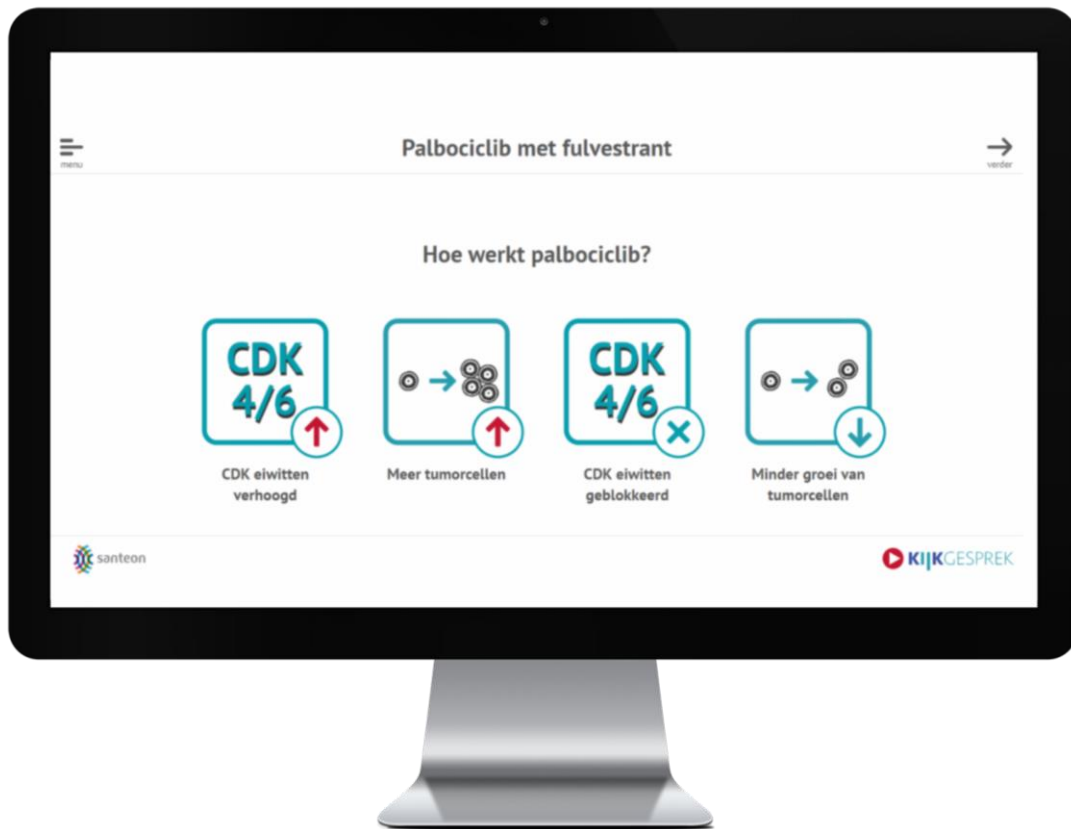 menu
Palbociclib met fulvestrant
verder
Hoe werkt palbociclib?
CDK
4/6
CDK
4/6
CDK eiwitten
verhoogd
Meer tumorcellen
CDK eiwitten
geblokkeerd
Minder groei van
tumorcellen
santeon
KIJKGESPREK